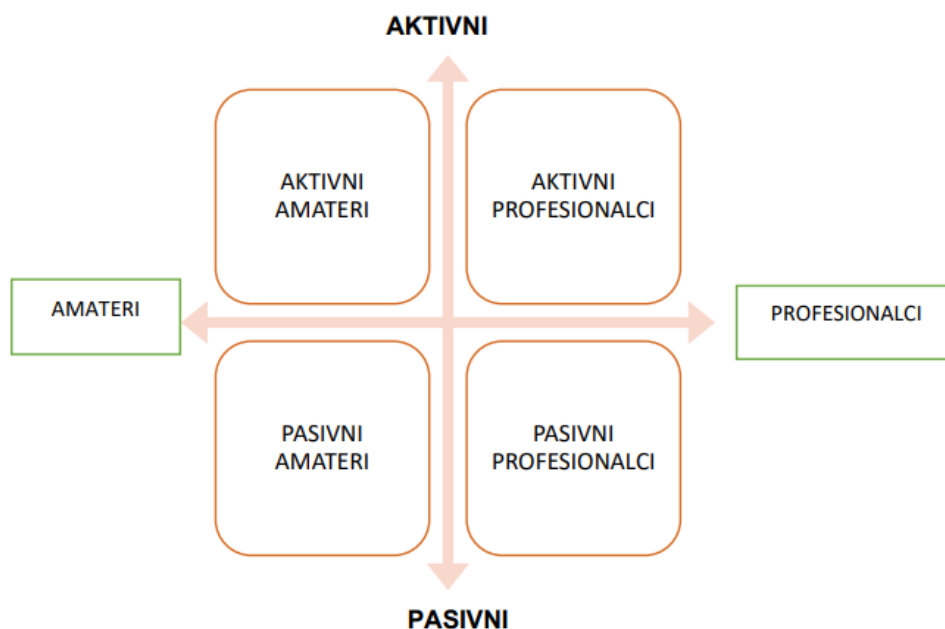 AKTIVNI
AKTIVNI
AMATERI
AKTIVNI
PROFESIONALCI
AMATERI
PROFESIONALCI
PASIVNI
AMATERI
PASIVNI
PROFESIONALCI
PASIVNI